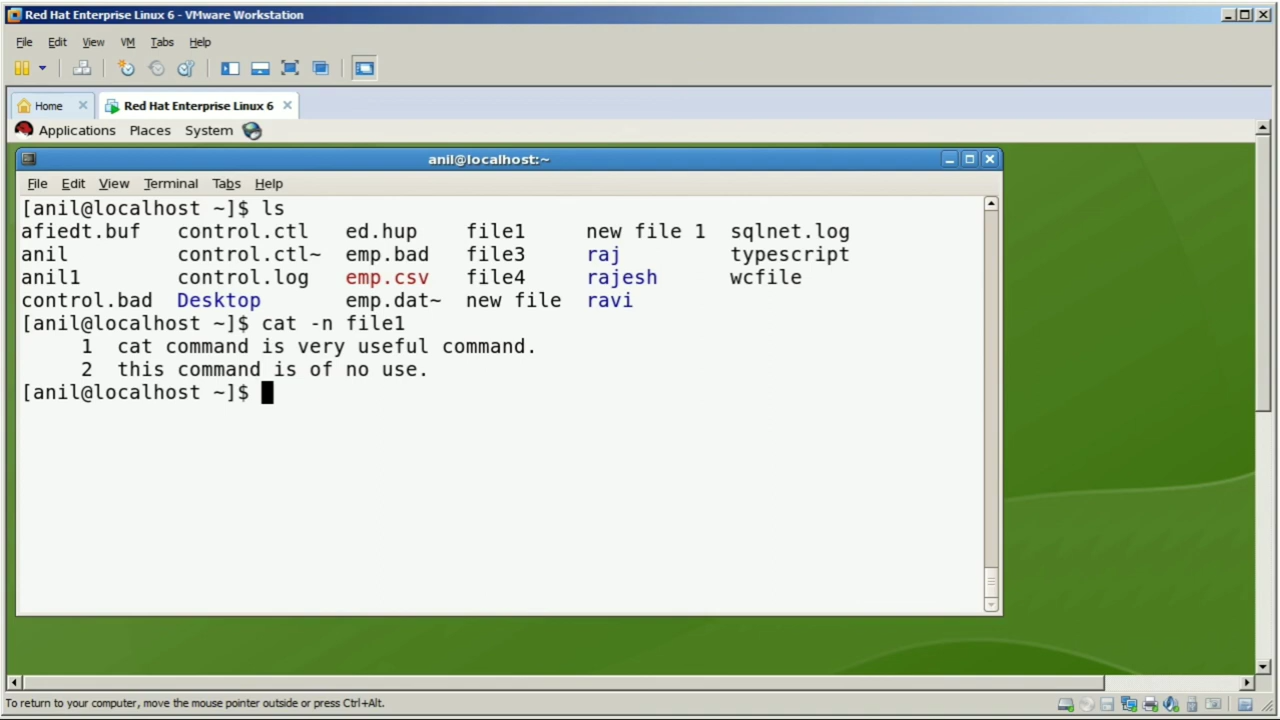 Red Hat Enterprise Linux 6 - VMware Workstation
File Edit View VM Tabs Help
Home Red Hat Enterprise Linux 6
Applications Places System
anil@localhost:~
File Edit View Terminal Tabs Help
[anil@localhost ~]$ ls
afiedt.buf control.ctl ed.hup file1 new file 1 sqlnet.log
anil control.ctl~ emp.bad file3 raj typescript
anil1 control.log emp.csv file4 rajesh wcfile
control.bad Desktop emp.dat~ new file ravi
[anil@localhost ~]$ cat -n file1
1 cat command is very useful command.
2 this command is of no use.
[anil@localhost ~]$
To return to your computer, move the mouse pointer outside or press Ctrl+Alt.